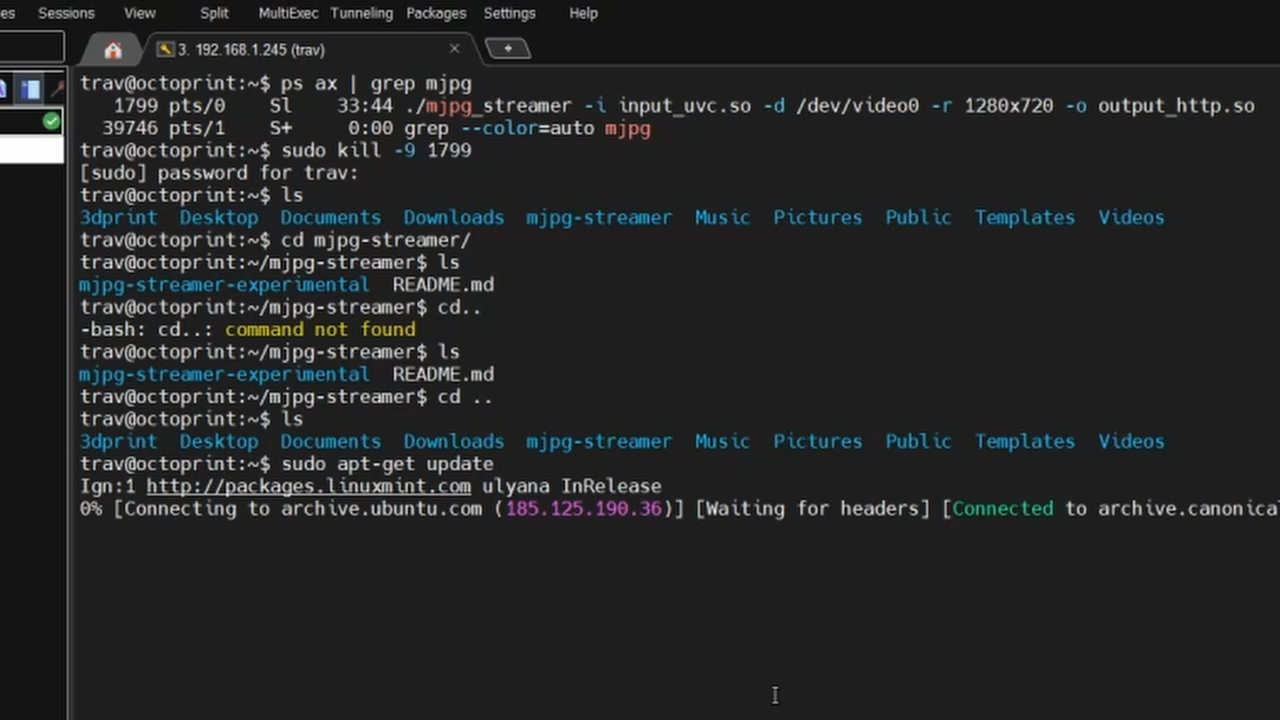 Sessions View Split MultiExec Tunneling Packages Settings Help
3. 192.168.1.245 (trav)
trav@octoprint:~$ ps ax | grep mjpg
1799 pts/0 Sl 33:44 ./mjpg_streamer -i input_uvc.so -d /dev/video0 -r 1280x720 -o output_http.so
39746 pts/1 S+ 0:00 grep --color=auto mjpg
trav@octoprint:~$ sudo kill -9 1799
[sudo] password for trav:
trav@octoprint:~$ ls
3dprint Desktop Documents Downloads mjpg-streamer Music Pictures Public Templates Videos
trav@octoprint:~$ cd mjpg-streamer/
trav@octoprint:~/mjpg-streamer$ ls
mjpg-streamer-experimental README.md
trav@octoprint:~/mjpg-streamer$ cd..
-bash: cd..: command not found
trav@octoprint:~/mjpg-streamer$ ls
mjpg-streamer-experimental README.md
trav@octoprint:~/mjpg-streamer$ cd ..
trav@octoprint:~$ ls
3dprint Desktop Documents Downloads mjpg-streamer Music Pictures Public Templates Videos
trav@octoprint:~$ sudo apt-get update
Ign:1 http://packages.linuxmint.com ulyana InRelease
0% [Connecting to archive.ubuntu.com (185.125.190.36)] [Waiting for headers] [Connected to archive.canonica